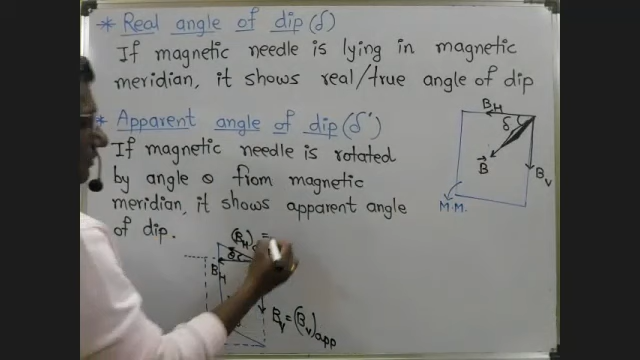 * Real angle of dip (δ)
If magnetic needle is lying in magnetic
meridian, it shows real/true angle of dip
* Apparent angle of dip (δ')
If magnetic needle is rotated
by angle θ from magnetic
meridian, it shows apparent angle
of dip.
B_H
δ
B⃗
B_V
M.M.
(B_H) =
B_H
B_V = (B_V)_app